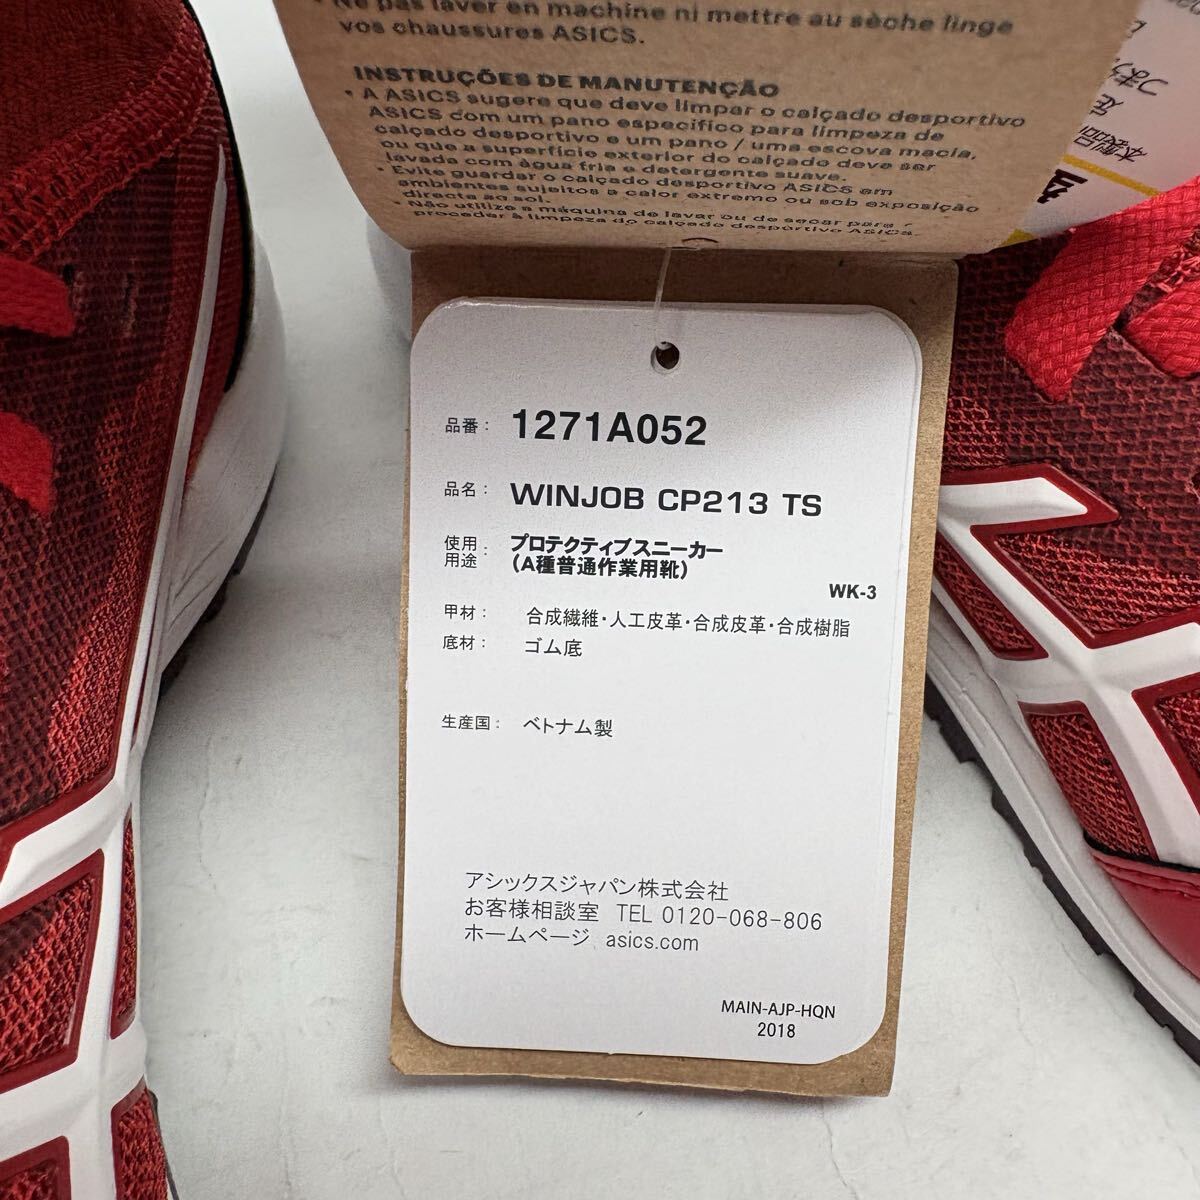 • Ne pas laver en machine ni mettre au sèche linge
vos chaussures ASICS.
INSTRUÇÕES DE MANUTENÇÃO
• A ASICS sugere que deve limpar o calçado desportivo
ASICS com um pano específico para limpeza de
calçado desportivo e um pano / uma escova macia,
ou que a superfície exterior do calçado deve ser
lavada com água fria e detergente suave.
• Evite guardar o calçado desportivo ASICS em
ambientes sujeitos a calor extremo ou sob exposição
directa ao sol.
• Não utilize a máquina de lavar ou de secar para
proceder à limpeza do calçado desportivo ASICS.
品番： 1271A052
品名： WINJOB CP213 TS
使用用途： プロテクティブスニーカー
（A種普通作業用靴）
WK-3
甲材： 合成繊維・人工皮革・合成皮革・合成樹脂
底材： ゴム底
生産国： ベトナム製
アシックスジャパン株式会社
お客様相談室 TEL 0120-068-806
ホームページ asics.com
MAIN-AJP-HQN
2018